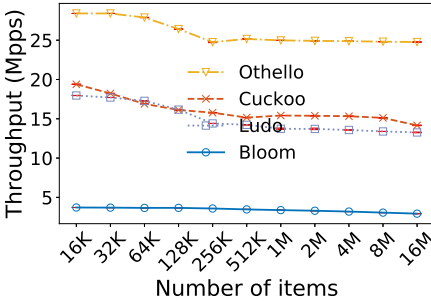 Throughput (Mpps)
25
20
15
10
5
Othello
Cuckoo
Ludo
Bloom
16K 32K 64K 128K 256K 512K 1M 2M 4M 8M 16M
Number of items